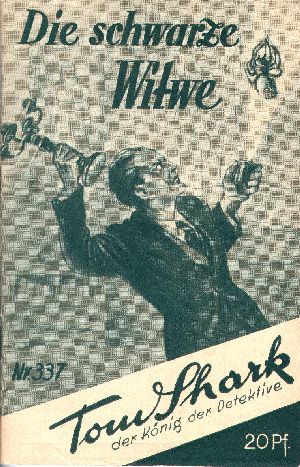 Die schwarze
Witwe
Nr. 337
Tom Shark
der König der Detektive
20 Pf.